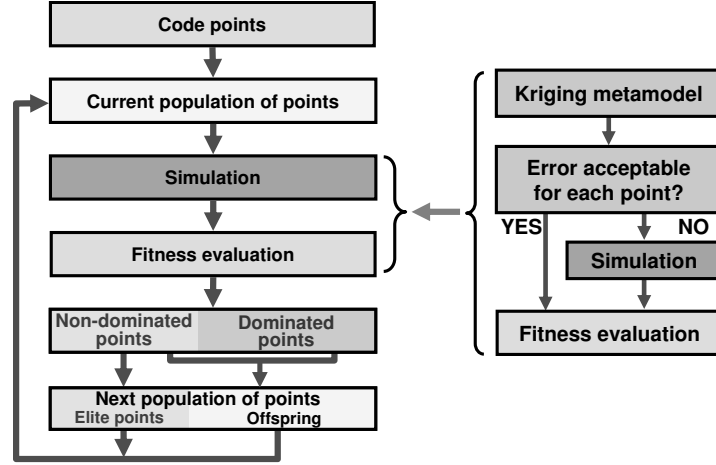 Code points
Current population of points
Simulation
Fitness evaluation
Non-dominated
points
Dominated
points
Next population of points
Elite points
Offspring
Kriging metamodel
Error acceptable
for each point?
YES
NO
Simulation
Fitness evaluation